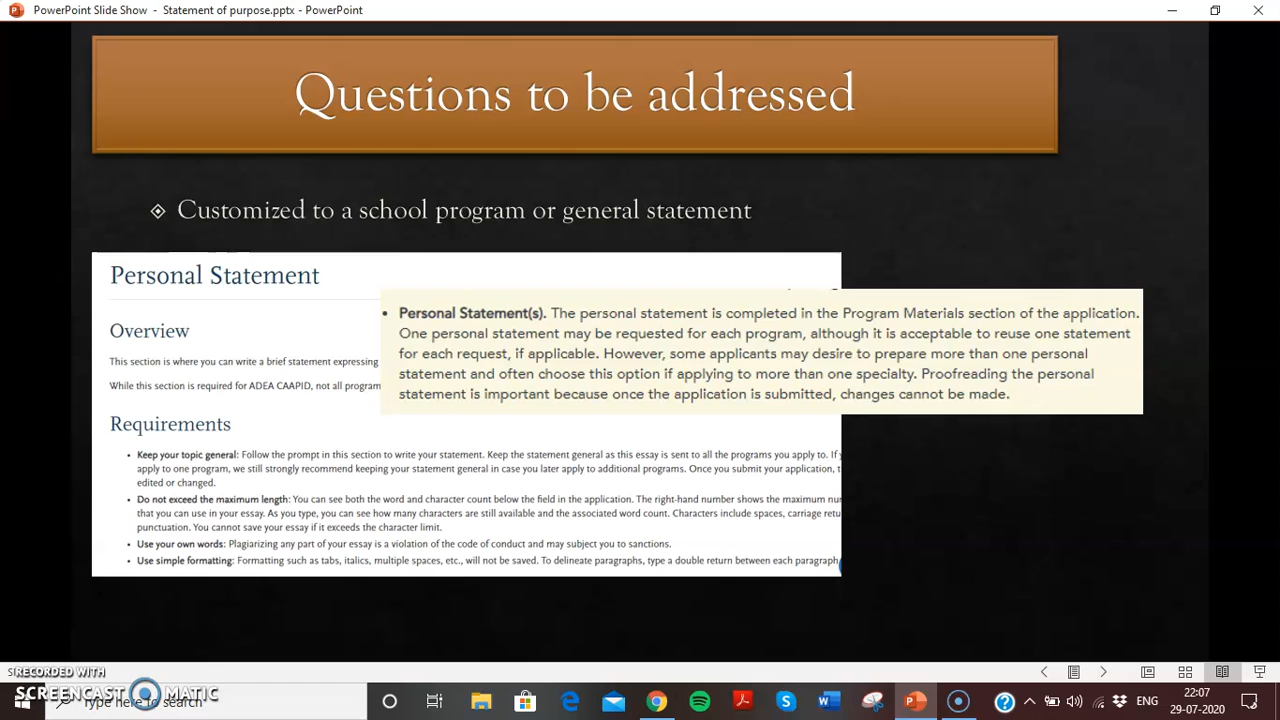 PowerPoint Slide Show - Statement of purpose.pptx - PowerPoint
Questions to be addressed
Customized to a school program or general statement
Personal Statement
Overview
This section is where you can write a brief statement expressing
While this section is required for ADEA CAAPID, not all program
• Personal Statement(s). The personal statement is completed in the Program Materials section of the application.
One personal statement may be requested for each program, although it is acceptable to reuse one statement
for each request, if applicable. However, some applicants may desire to prepare more than one personal
statement and often choose this option if applying to more than one specialty. Proofreading the personal
statement is important because once the application is submitted, changes cannot be made.
Requirements
• Keep your topic general: Follow the prompt in this section to write your statement. Keep the statement general as this essay is sent to all the programs you apply to. If
apply to one program, we still strongly recommend keeping your statement general in case you later apply to additional programs. Once you submit your application,
edited or changed.
• Do not exceed the maximum length: You can see both the word and character count below the field in the application. The right-hand number shows the maximum
that you can use in your essay. As you type, you can see how many characters are still available and the associated word count. Characters include spaces, carriage
punctuation. You cannot save your essay if it exceeds the character limit.
• Use your own words: Plagiarizing any part of your essay is a violation of the code of conduct and may subject you to sanctions.
• Use simple formatting: Formatting such as tabs, italics, multiple spaces, etc., will not be saved. To delineate paragraphs, type a double return between each paragraph,
RECORDED WITH
SCREENCAST MATIC
Type here to search
ENG
22:07
29-07-2020